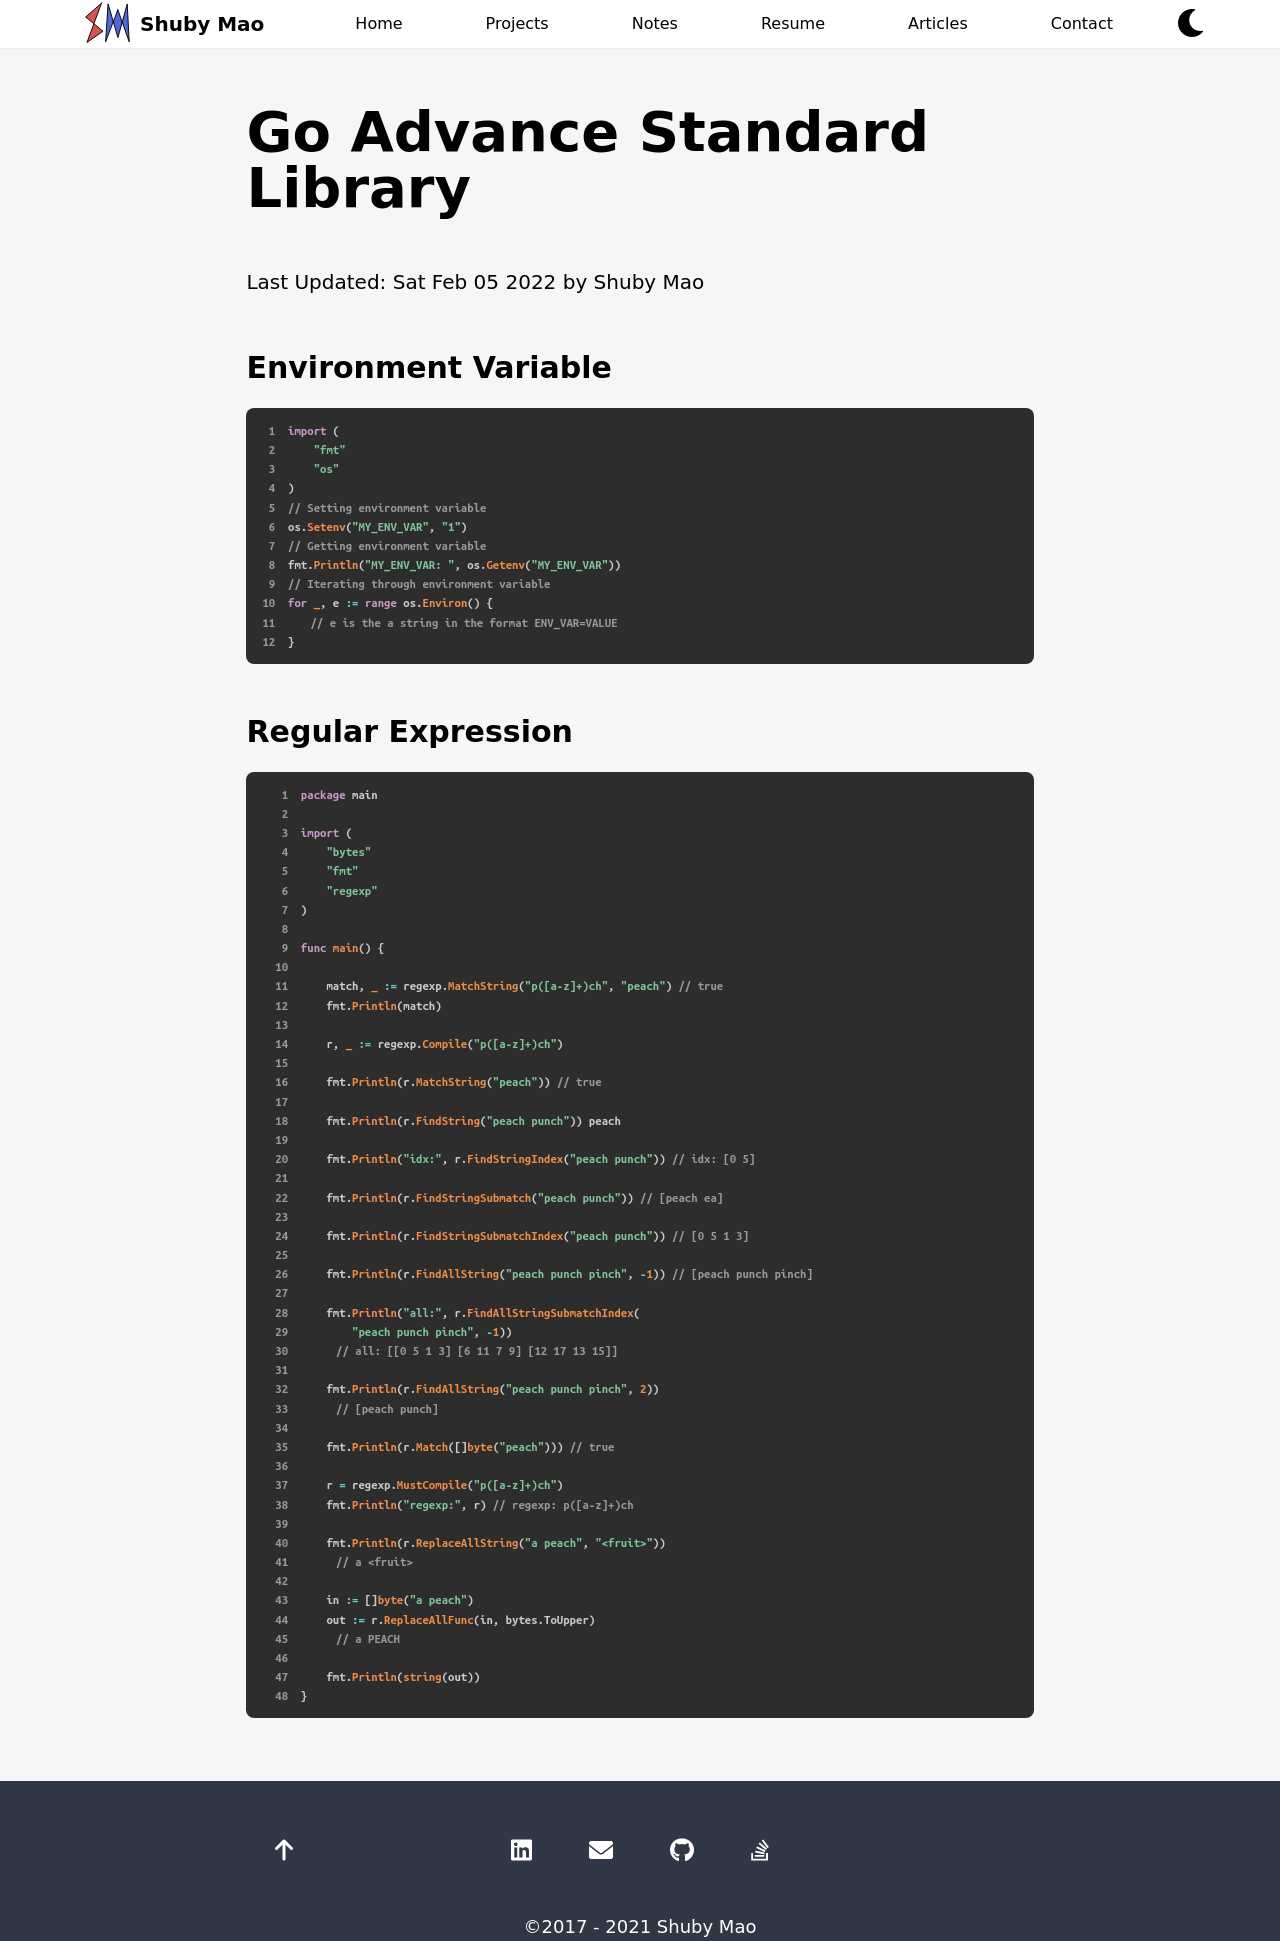 Shuby Mao Home Projects Notes Resume Articles Contact
Go Advance Standard
Library
Last Updated: Sat Feb 05 2022 by Shuby Mao
Environment Variable
1 import (
2     "fmt"
3     "os"
4 )
5 // Setting environment variable
6 os.Setenv("MY_ENV_VAR", "1")
7 // Getting environment variable
8 fmt.Println("MY_ENV_VAR: ", os.Getenv("MY_ENV_VAR"))
9 // Iterating through environment variable
10 for _, e := range os.Environ() {
11     // e is the a string in the format ENV_VAR=VALUE
12 }
Regular Expression
1 package main
2
3 import (
4     "bytes"
5     "fmt"
6     "regexp"
7 )
8
9 func main() {
10
11     match, _ := regexp.MatchString("p([a-z]+)ch", "peach") // true
12     fmt.Println(match)
13
14     r, _ := regexp.Compile("p([a-z]+)ch")
15
16     fmt.Println(r.MatchString("peach")) // true
17
18     fmt.Println(r.FindString("peach punch")) peach
19
20     fmt.Println("idx:", r.FindStringIndex("peach punch")) // idx: [0 5]
21
22     fmt.Println(r.FindStringSubmatch("peach punch")) // [peach ea]
23
24     fmt.Println(r.FindStringSubmatchIndex("peach punch")) // [0 5 1 3]
25
26     fmt.Println(r.FindAllString("peach punch pinch", -1)) // [peach punch pinch]
27
28     fmt.Println("all:", r.FindAllStringSubmatchIndex(
29         "peach punch pinch", -1))
30     // all: [[0 5 1 3] [6 11 7 9] [12 17 13 15]]
31
32     fmt.Println(r.FindAllString("peach punch pinch", 2))
33     // [peach punch]
34
35     fmt.Println(r.Match([]byte("peach"))) // true
36
37     r = regexp.MustCompile("p([a-z]+)ch")
38     fmt.Println("regexp:", r) // regexp: p([a-z]+)ch
39
40     fmt.Println(r.ReplaceAllString("a peach", "<fruit>"))
41     // a <fruit>
42
43     in := []byte("a peach")
44     out := r.ReplaceAllFunc(in, bytes.ToUpper)
45     // a PEACH
46
47     fmt.Println(string(out))
48 }
©2017 - 2021 Shuby Mao